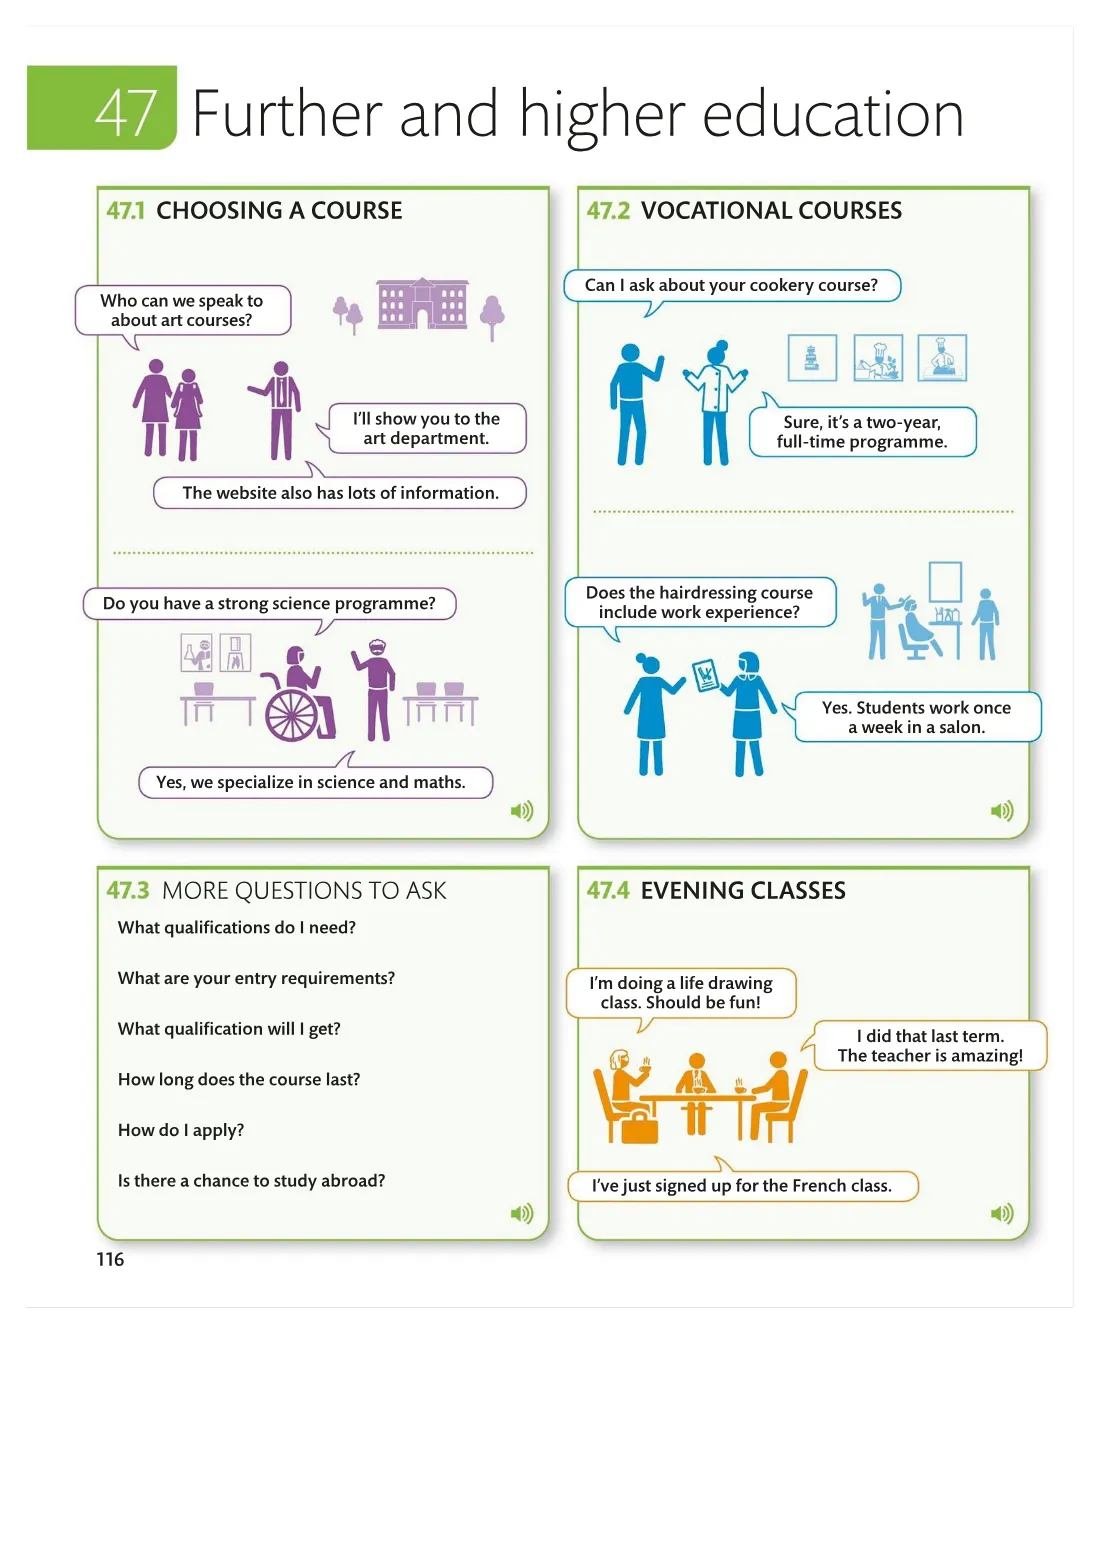 47 Further and higher education
47.1 CHOOSING A COURSE
Who can we speak to
about art courses?
I'll show you to the
art department.
The website also has lots of information.
Do you have a strong science programme?
Yes, we specialize in science and maths.
47.2 VOCATIONAL COURSES
Can I ask about your cookery course?
Sure, it's a two-year,
full-time programme.
Does the hairdressing course
include work experience?
Yes. Students work once
a week in a salon.
47.3 MORE QUESTIONS TO ASK
What qualifications do I need?
What are your entry requirements?
What qualification will I get?
How long does the course last?
How do I apply?
Is there a chance to study abroad?
47.4 EVENING CLASSES
I'm doing a life drawing
class. Should be fun!
I did that last term.
The teacher is amazing!
I've just signed up for the French class.
116